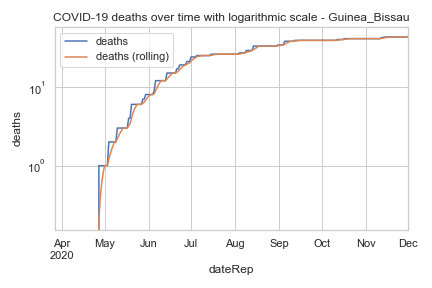 COVID-19 deaths over time with logarithmic scale - Guinea_Bissau
deaths
deaths (rolling)
10¹
10⁰
deaths
Apr May Jun Jul Aug Sep Oct Nov Dec
2020
dateRep